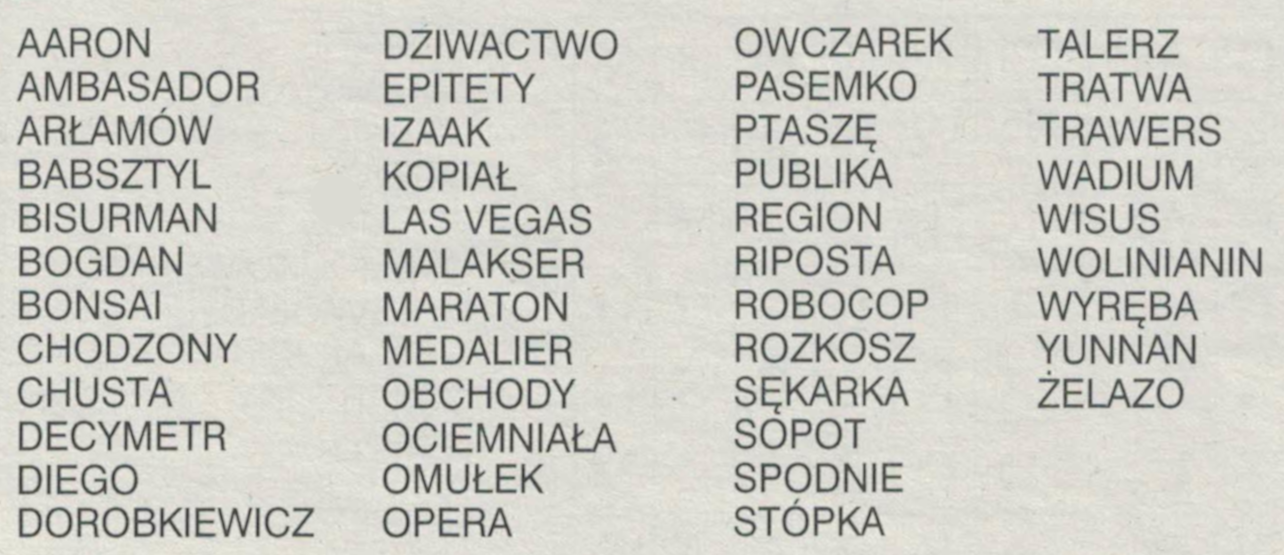 AARON
AMBASADOR
ARŁAMÓW
BABSZTYL
BISURMAN
BOGDAN
BONSAI
CHODZONY
CHUSTA
DECYMETR
DIEGO
DOROBKIEWICZ
DZIWACTWO
EPITETY
IZAAK
KOPIAŁ
LAS VEGAS
MALAKSER
MARATON
MEDALIER
OBCHODY
OCIEMNIAŁA
OMUŁEK
OPERA
OWCZAREK
PASEMKO
PTASZĘ
PUBLIKA
REGION
RIPOSTA
ROBOCOP
ROZKOSZ
SĘKARKA
SOPOT
SPODNIE
STÓPKA
TALERZ
TRATWA
TRAWERS
WADIUM
WISUS
WOLINIANIN
WYRĘBA
YUNNAN
ŻELAZO